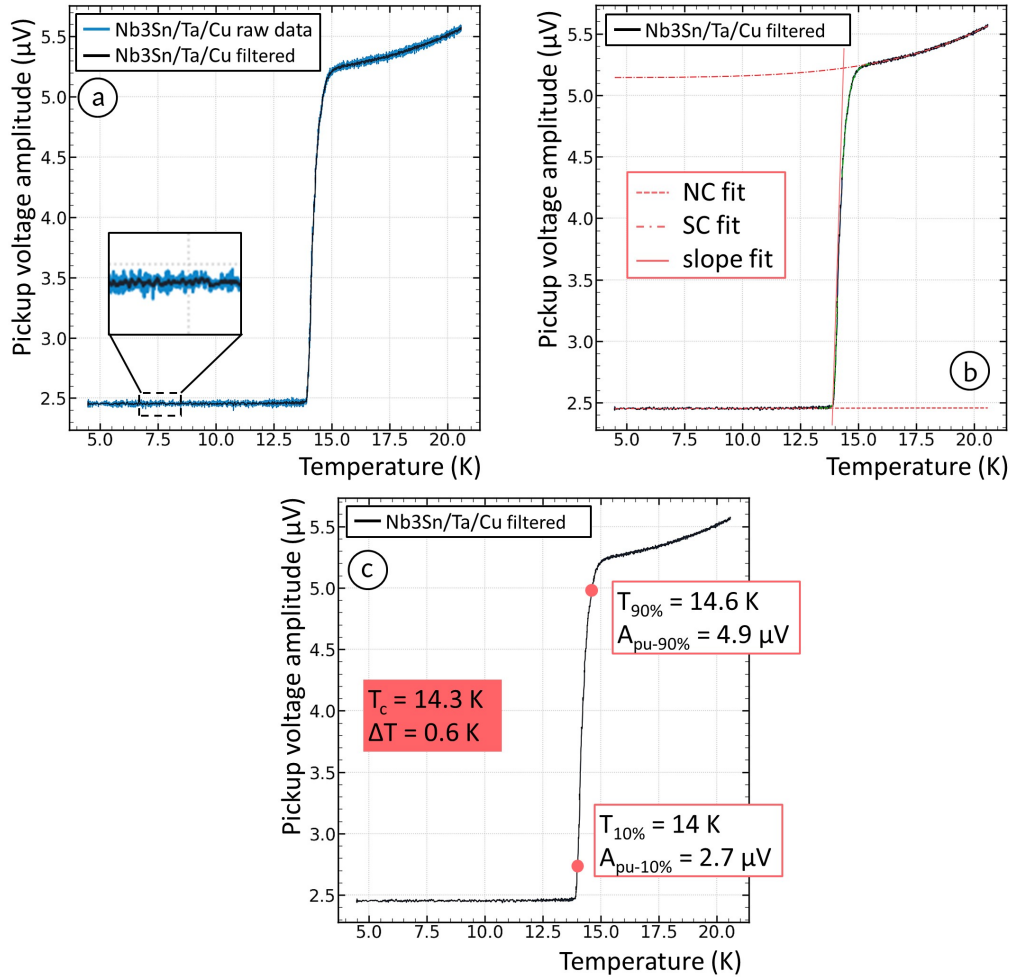 Nb3Sn/Ta/Cu raw data
Nb3Sn/Ta/Cu filtered
a
Pickup voltage amplitude (µV)
5.5
5.0
4.5
4.0
3.5
3.0
2.5
5.0 7.5 10.0 12.5 15.0 17.5 20.0
Temperature (K)
Nb3Sn/Ta/Cu filtered
b
Pickup voltage amplitude (µV)
5.5
5.0
4.5
4.0
3.5
3.0
2.5
NC fit
SC fit
slope fit
5.0 7.5 10.0 12.5 15.0 17.5 20.0
Temperature (K)
Nb3Sn/Ta/Cu filtered
c
Pickup voltage amplitude (µV)
5.5
5.0
4.5
4.0
3.5
3.0
2.5
T90% = 14.6 K
Apu-90% = 4.9 µV
Tc = 14.3 K
ΔT = 0.6 K
T10% = 14 K
Apu-10% = 2.7 µV
5.0 7.5 10.0 12.5 15.0 17.5 20.0
Temperature (K)